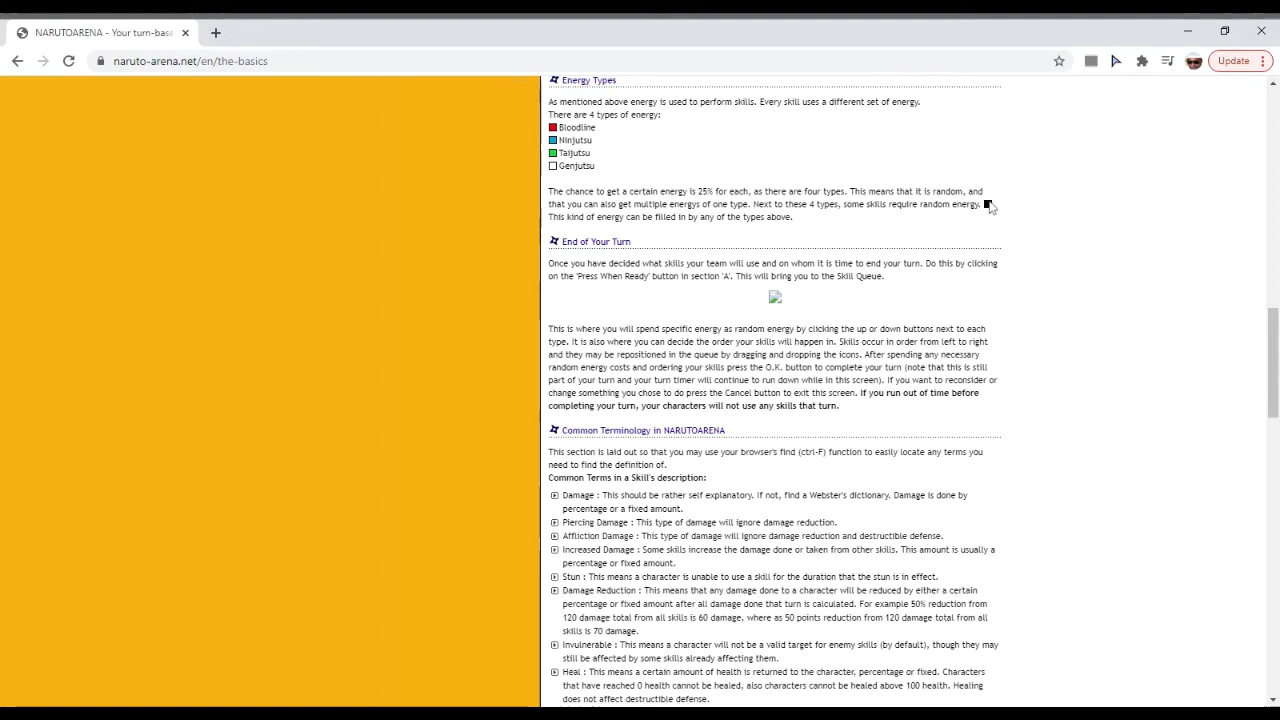 NARUTOARENA - Your turn-base
naruto-arena.net/en/the-basics
Update
Energy Types
As mentioned above energy is used to perform skills. Every skill uses a different set of energy.
There are 4 types of energy:
Bloodline
Ninjutsu
Taijutsu
Genjutsu
The chance to get a certain energy is 25% for each, as there are four types. This means that it is random, and
that you can also get multiple energys of one type. Next to these 4 types, some skills require random energy.
This kind of energy can be filled in by any of the types above.
End of Your Turn
Once you have decided what skills your team will use and on whom it is time to end your turn. Do this by clicking
on the 'Press When Ready' button in section 'A'. This will bring you to the Skill Queue.
This is where you will spend specific energy as random energy by clicking the up or down buttons next to each
type. It is also where you can decide the order your skills will happen in. Skills occur in order from left to right
and they may be repositioned in the queue by dragging and dropping the icons. After spending any necessary
random energy costs and ordering your skills press the O.K. button to complete your turn (note that this is still
part of your turn and your turn timer will continue to run down while in this screen). If you want to reconsider or
change something you chose to do press the Cancel button to exit this screen. If you run out of time before
completing your turn, your characters will not use any skills that turn.
Common Terminology in NARUTOARENA
This section is laid out so that you may use your browser's find (ctrl-F) function to easily locate any terms you
need to find the definition of.
Common Terms in a Skill's description:
Damage : This should be rather self explanatory. If not, find a Webster's dictionary. Damage is done by
percentage or a fixed amount.
Piercing Damage : This type of damage will ignore damage reduction.
Affliction Damage : This type of damage will ignore damage reduction and destructible defense.
Increased Damage : Some skills increase the damage done or taken from other skills. This amount is usually a
percentage or fixed amount.
Stun : This means a character is unable to use a skill for the duration that the stun is in effect.
Damage Reduction : This means that any damage done to a character will be reduced by either a certain
percentage or fixed amount after all damage done that turn is calculated. For example 50% reduction from
120 damage total from all skills is 60 damage, where as 50 points reduction from 120 damage total from all
skills is 70 damage.
Invulnerable : This means a character will not be a valid target for enemy skills (by default), though they may
still be affected by some skills already affecting them.
Heal : This means a certain amount of health is returned to the character, percentage or fixed. Characters
that have reached 0 health cannot be healed, also characters cannot be healed above 100 health. Healing
does not affect destructible defense.